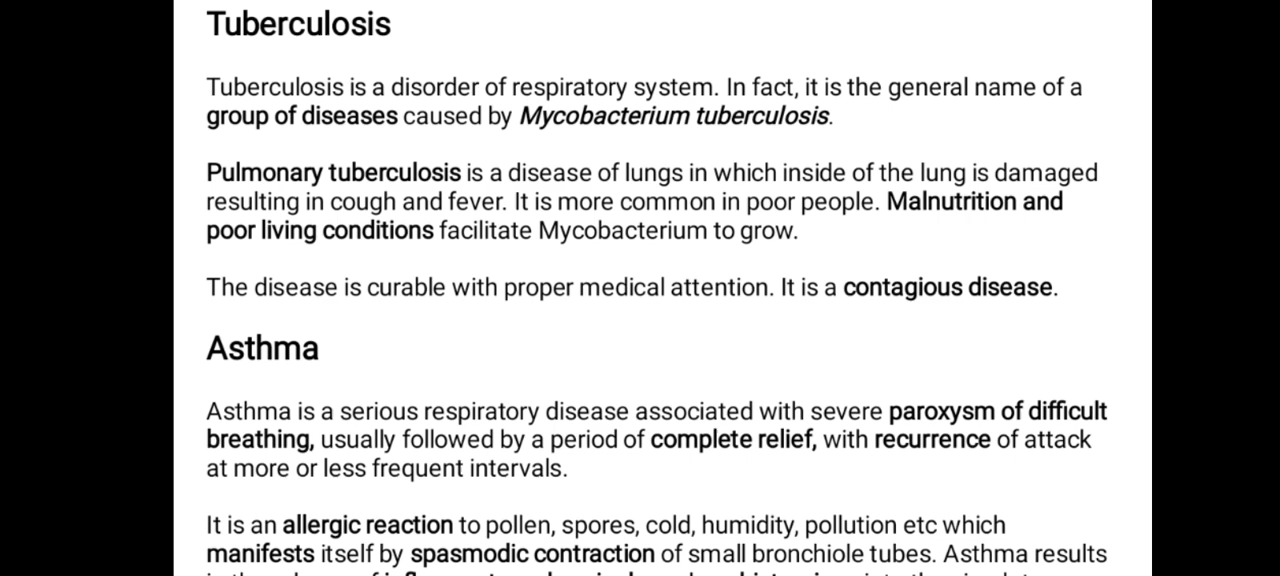 Tuberculosis
Tuberculosis is a disorder of respiratory system. In fact, it is the general name of a
group of diseases caused by Mycobacterium tuberculosis.
Pulmonary tuberculosis is a disease of lungs in which inside of the lung is damaged
resulting in cough and fever. It is more common in poor people. Malnutrition and
poor living conditions facilitate Mycobacterium to grow.
The disease is curable with proper medical attention. It is a contagious disease.
Asthma
Asthma is a serious respiratory disease associated with severe paroxysm of difficult
breathing, usually followed by a period of complete relief, with recurrence of attack
at more or less frequent intervals.
It is an allergic reaction to pollen, spores, cold, humidity, pollution etc which
manifests itself by spasmodic contraction of small bronchiole tubes. Asthma results